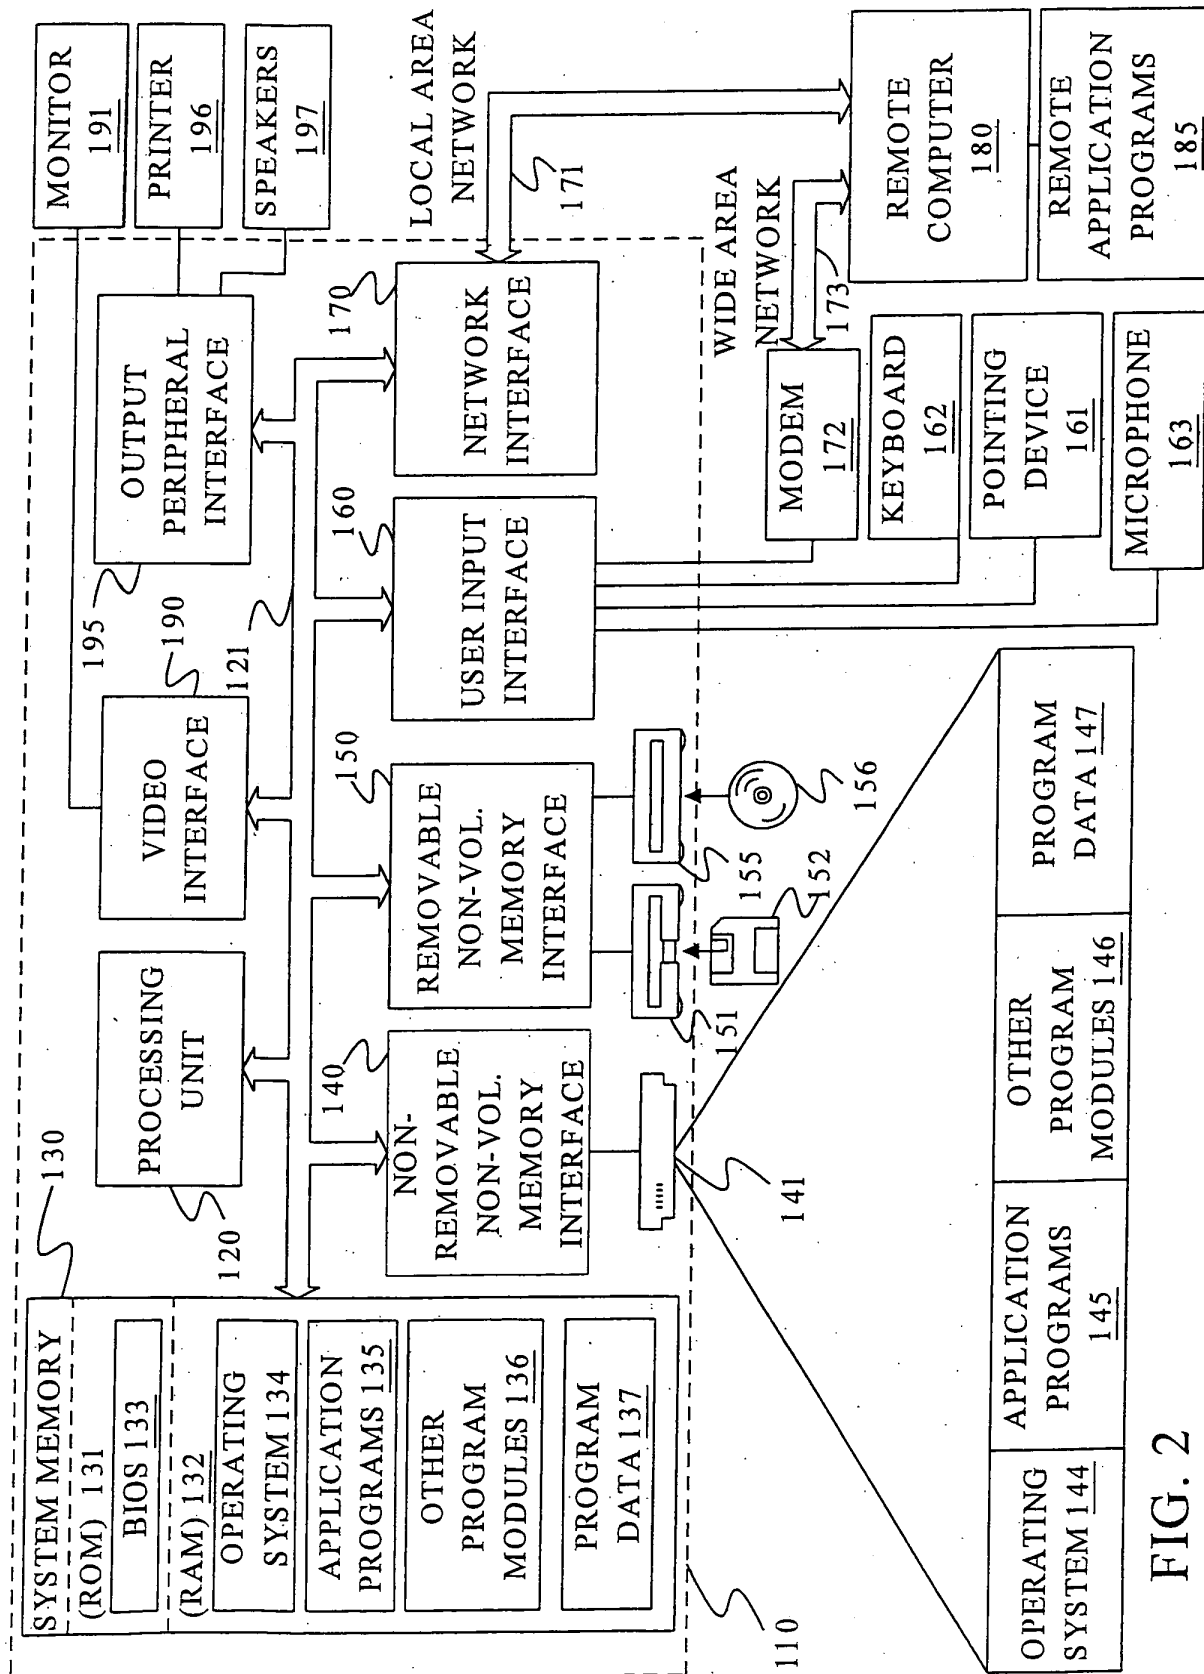 SYSTEM MEMORY
130
(ROM) 131
BIOS 133
(RAM) 132
OPERATING
SYSTEM 134
APPLICATION
PROGRAMS 135
OTHER
PROGRAM
MODULES 136
PROGRAM
DATA 137
110
PROCESSING
UNIT
120
VIDEO
INTERFACE
190
121
OUTPUT
PERIPHERAL
INTERFACE
195
MONITOR
191
PRINTER
196
SPEAKERS
197
NON-
REMOVABLE
NON-VOL.
MEMORY
INTERFACE
140
REMOVABLE
NON-VOL.
MEMORY
INTERFACE
150
USER INPUT
INTERFACE
160
NETWORK
INTERFACE
170
LOCAL AREA
NETWORK
171
141
151
152
155
156
WIDE AREA
NETWORK
173
MODEM
172
KEYBOARD
162
POINTING
DEVICE
161
MICROPHONE
163
REMOTE
COMPUTER
180
REMOTE
APPLICATION
PROGRAMS
185
OPERATING
SYSTEM 144
APPLICATION
PROGRAMS
145
OTHER
PROGRAM
MODULES 146
PROGRAM
DATA 147
FIG. 2